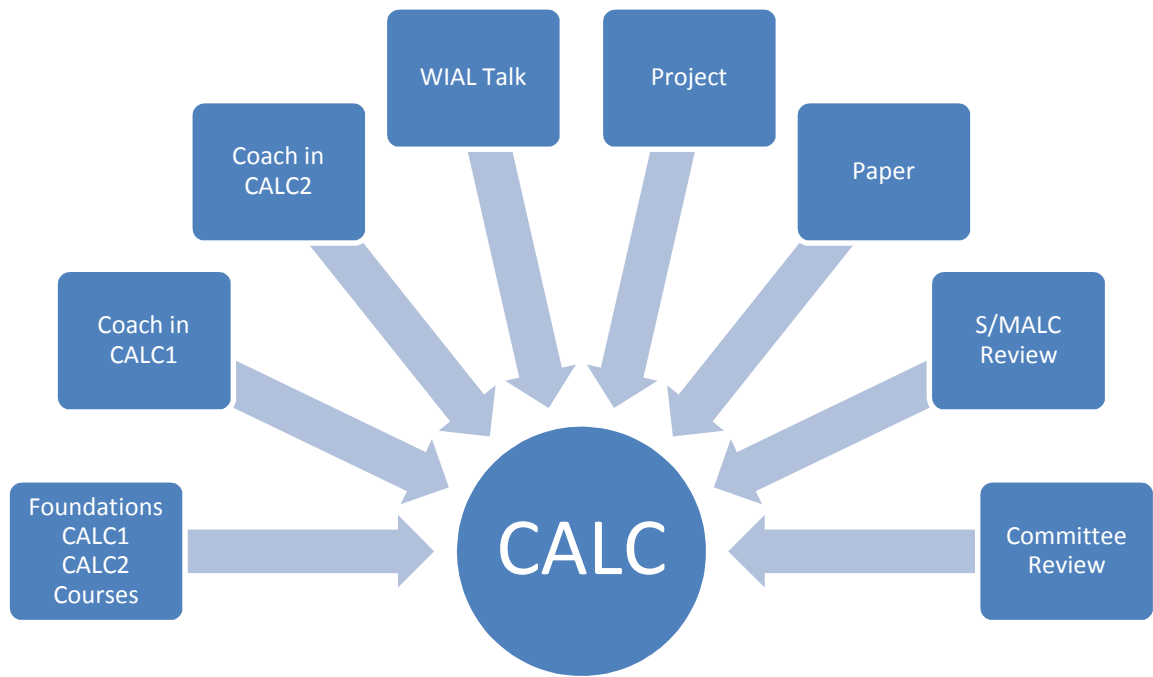 WIAL Talk
Project
Coach in
CALC2
Paper
Coach in
CALC1
S/MALC
Review
Foundations
CALC1
CALC2
Courses
CALC
Committee
Review